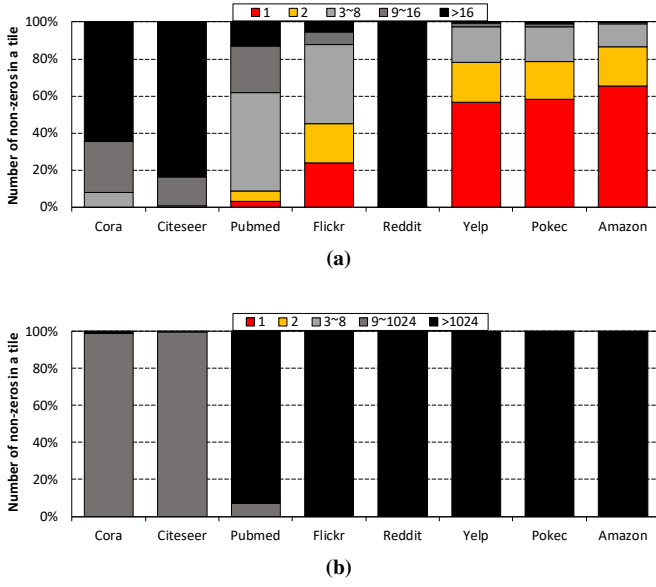 1 2 3~8 9~16 >16
Number of non-zeros in a tile
100%
80%
60%
40%
20%
0%
Cora Citeseer Pubmed Flickr Reddit Yelp Pokec Amazon
(a)
1 2 3~8 9~1024 >1024
Number of non-zeros in a tile
100%
80%
60%
40%
20%
0%
Cora Citeseer Pubmed Flickr Reddit Yelp Pokec Amazon
(b)